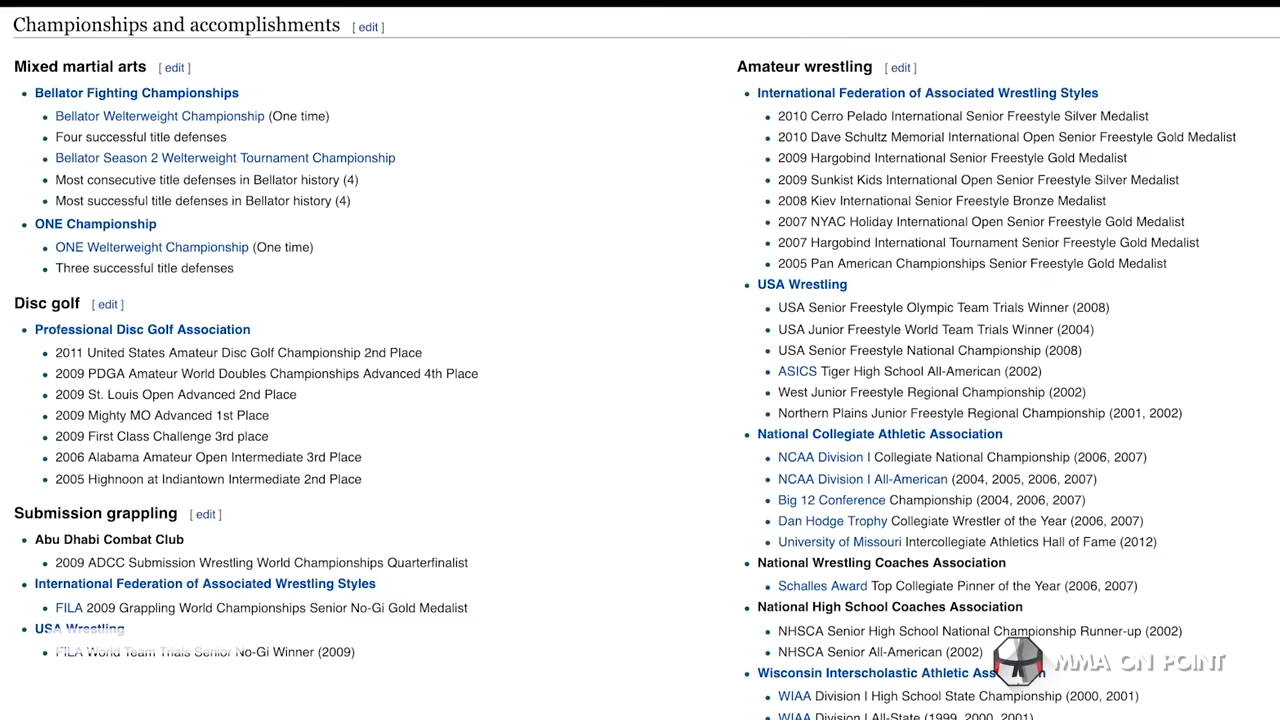 Championships and accomplishments [ edit ]
Mixed martial arts [ edit ]
Bellator Fighting Championships
Bellator Welterweight Championship (One time)
Four successful title defenses
Bellator Season 2 Welterweight Tournament Championship
Most consecutive title defenses in Bellator history (4)
Most successful title defenses in Bellator history (4)
ONE Championship
ONE Welterweight Championship (One time)
Three successful title defenses
Disc golf [ edit ]
Professional Disc Golf Association
2011 United States Amateur Disc Golf Championship 2nd Place
2009 PDGA Amateur World Doubles Championships Advanced 4th Place
2009 St. Louis Open Advanced 2nd Place
2009 Mighty MO Advanced 1st Place
2009 First Class Challenge 3rd place
2006 Alabama Amateur Open Intermediate 3rd Place
2005 Highnoon at Indiantown Intermediate 2nd Place
Submission grappling [ edit ]
Abu Dhabi Combat Club
2009 ADCC Submission Wrestling World Championships Quarterfinalist
International Federation of Associated Wrestling Styles
FILA 2009 Grappling World Championships Senior No-Gi Gold Medalist
USA Wrestling
FILA World Team Trials Senior No-Gi Winner (2009)
Amateur wrestling [ edit ]
International Federation of Associated Wrestling Styles
2010 Cerro Pelado International Senior Freestyle Silver Medalist
2010 Dave Schultz Memorial International Open Senior Freestyle Gold Medalist
2009 Hargobind International Senior Freestyle Gold Medalist
2009 Sunkist Kids International Open Senior Freestyle Silver Medalist
2008 Kiev International Senior Freestyle Bronze Medalist
2007 NYAC Holiday International Open Senior Freestyle Gold Medalist
2007 Hargobind International Tournament Senior Freestyle Gold Medalist
2005 Pan American Championships Senior Freestyle Gold Medalist
USA Wrestling
USA Senior Freestyle Olympic Team Trials Winner (2008)
USA Junior Freestyle World Team Trials Winner (2004)
USA Senior Freestyle National Championship (2008)
ASICS Tiger High School All-American (2002)
West Junior Freestyle Regional Championship (2002)
Northern Plains Junior Freestyle Regional Championship (2001, 2002)
National Collegiate Athletic Association
NCAA Division I Collegiate National Championship (2006, 2007)
NCAA Division I All-American (2004, 2005, 2006, 2007)
Big 12 Conference Championship (2004, 2006, 2007)
Dan Hodge Trophy Collegiate Wrestler of the Year (2006, 2007)
University of Missouri Intercollegiate Athletics Hall of Fame (2012)
National Wrestling Coaches Association
Schalles Award Top Collegiate Pinner of the Year (2006, 2007)
National High School Coaches Association
NHSCA Senior High School National Championship Runner-up (2002)
NHSCA Senior All-American (2002)
Wisconsin Interscholastic Athletic
WIAA Division I High School State Championship (2000, 2001)
WIAA Division I All-State (1999, 2000, 2001)
MMA ON POINT